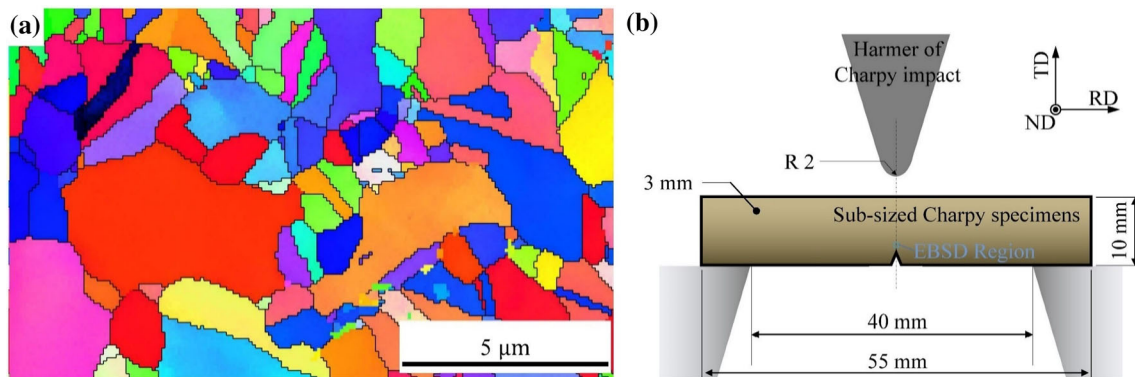 (a)
5 μm
(b)
Harmer of
Charpy impact
TD
RD
ND
R 2
3 mm
Sub-sized Charpy specimens
EBSD Region
10 mm
40 mm
55 mm